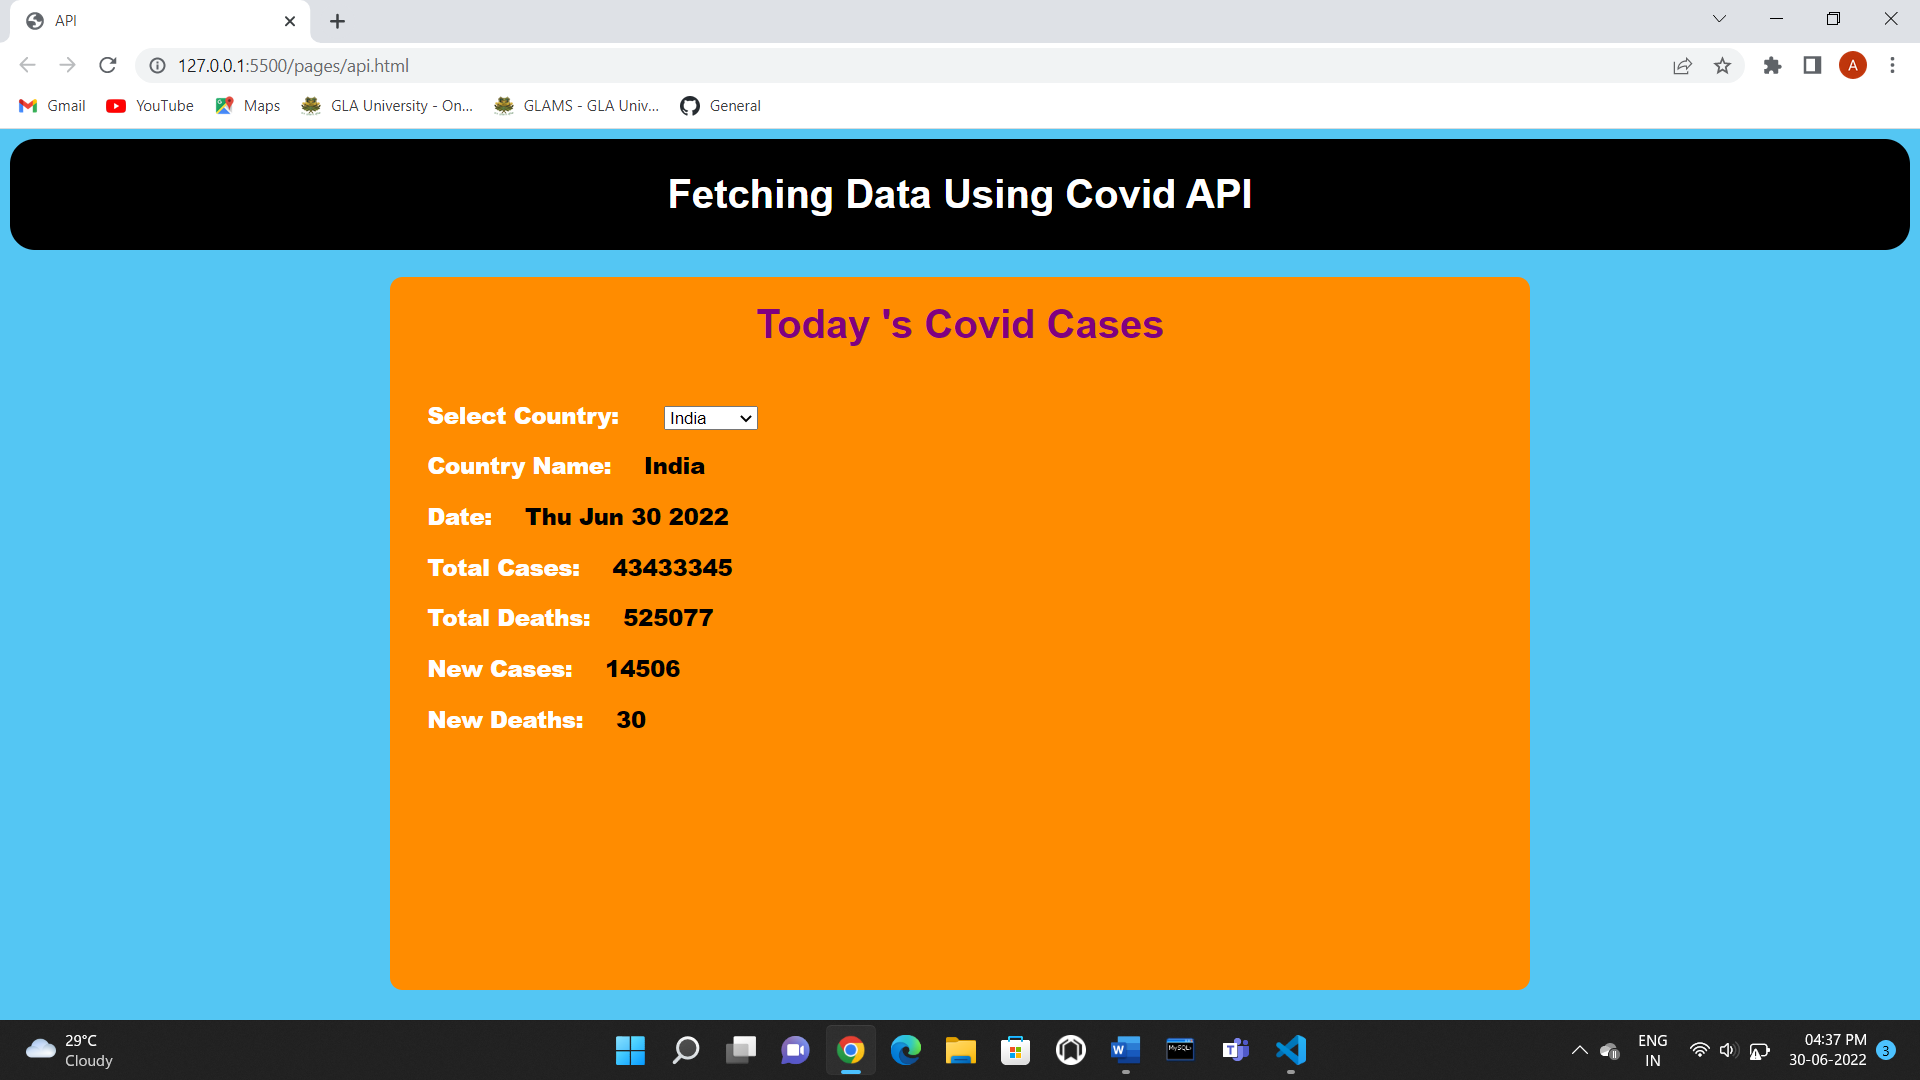 API
127.0.0.1:5500/pages/api.html
A
Gmail YouTube Maps GLA University - On... GLAMS - GLA Univ... General
Fetching Data Using Covid API
Today 's Covid Cases
Select Country: India
Country Name: India
Date: Thu Jun 30 2022
Total Cases: 43433345
Total Deaths: 525077
New Cases: 14506
New Deaths: 30
29°C
Cloudy
W
MySQL
T
ENG
IN
04:37 PM
30-06-2022
3